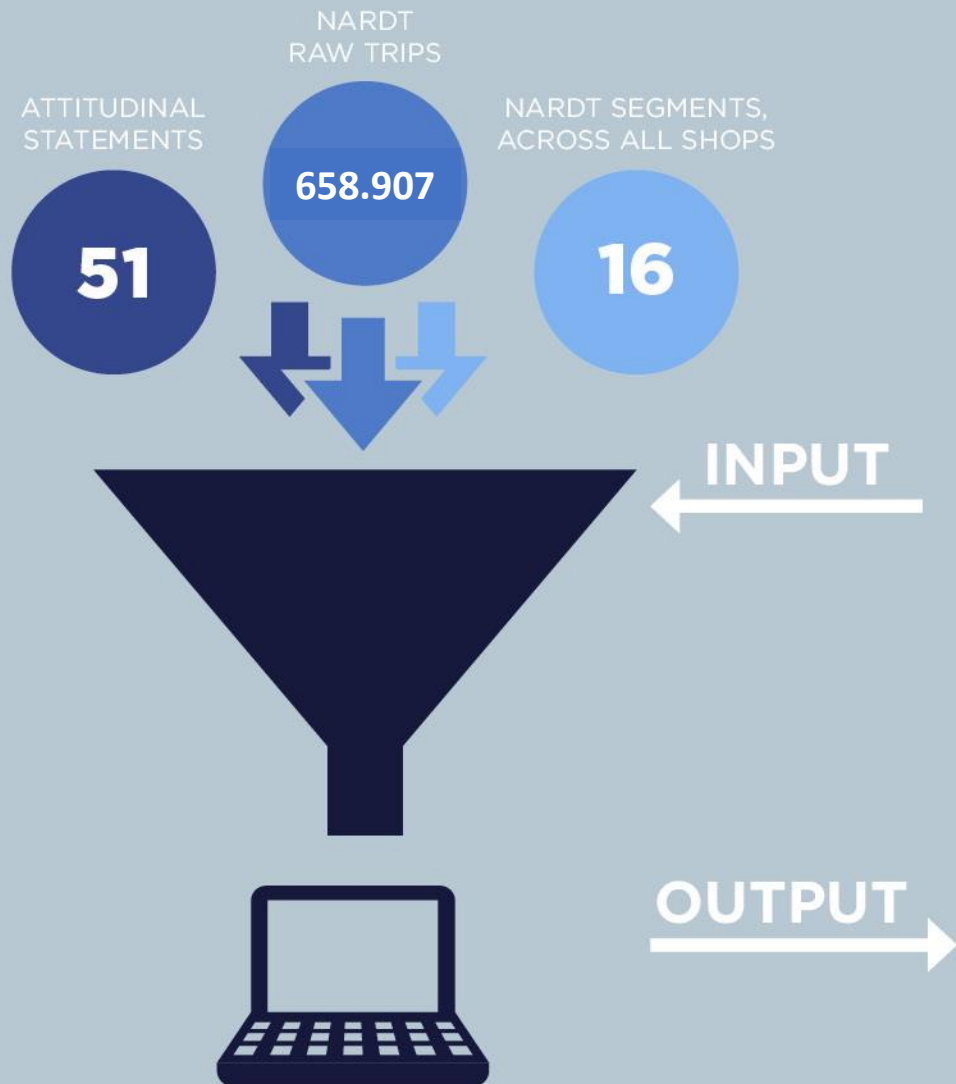 NARDT
RAW TRIPS
658.907
ATTITUDINAL
STATEMENTS
51
NARDT SEGMENTS,
ACROSS ALL SHOPS
16
INPUT
OUTPUT